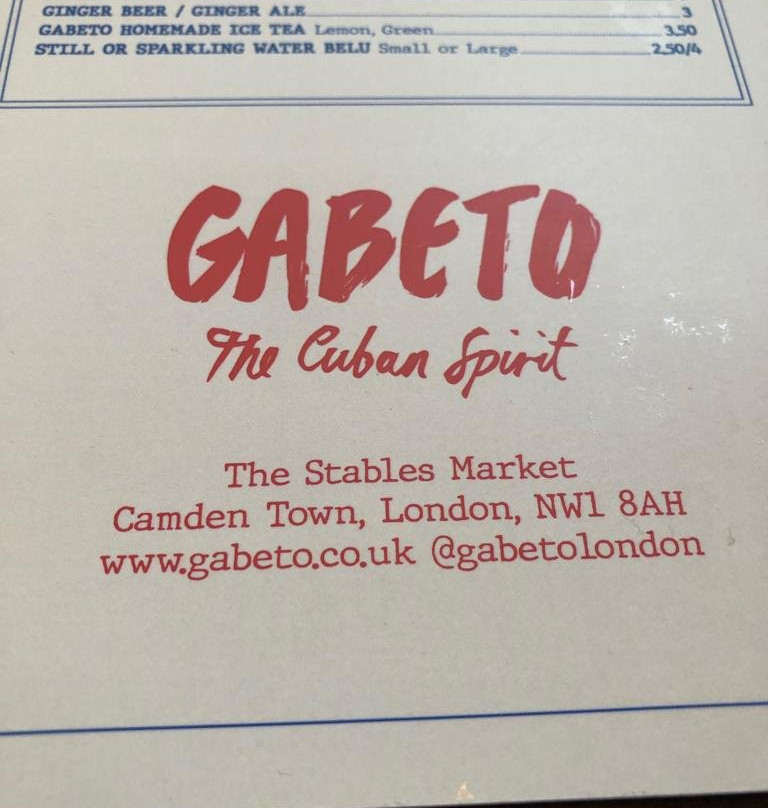 GINGER BEER / GINGER ALE 3
GABETO HOMEMADE ICE TEA Lemon, Green 3.50
STILL OR SPARKLING WATER BELU Small or Large 2.50/4
GABETO
The Cuban Spirit
The Stables Market
Camden Town, London, NW1 8AH
www.gabeto.co.uk @gabetolondon